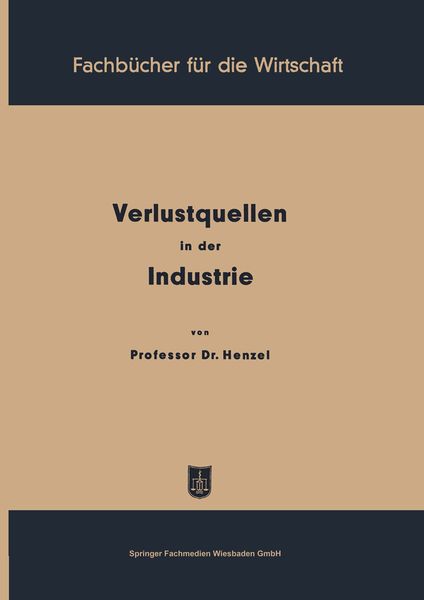 Fachbücher für die Wirtschaft
Verlustquellen
in der
Industrie
von
Professor Dr. Henzel
Springer Fachmedien Wiesbaden GmbH